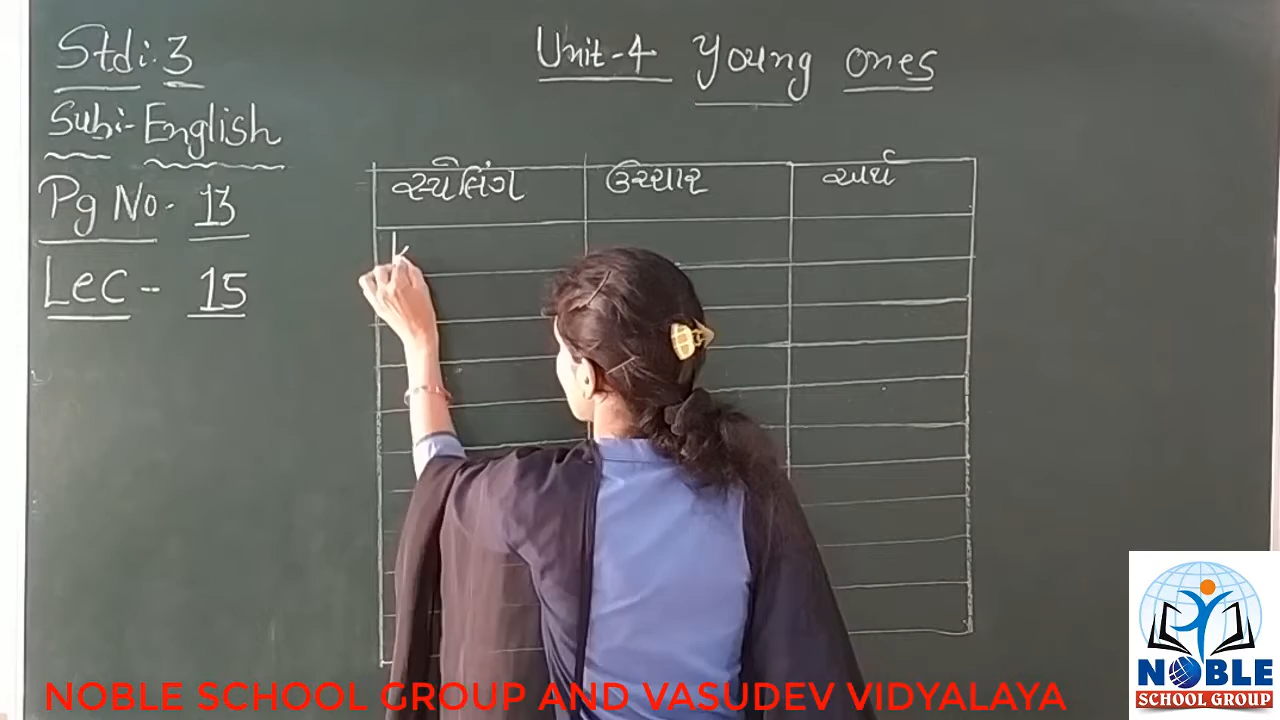 Std:- 3
Unit-4 Young ones
Sub:- English
Pg No- 13
Lec - 15
સ્પેલિંગ ઉચ્ચાર અર્થ
K
NOBLE
SCHOOL GROUP
NOBLE SCHOOL GROUP AND VASUDEV VIDYALAYA